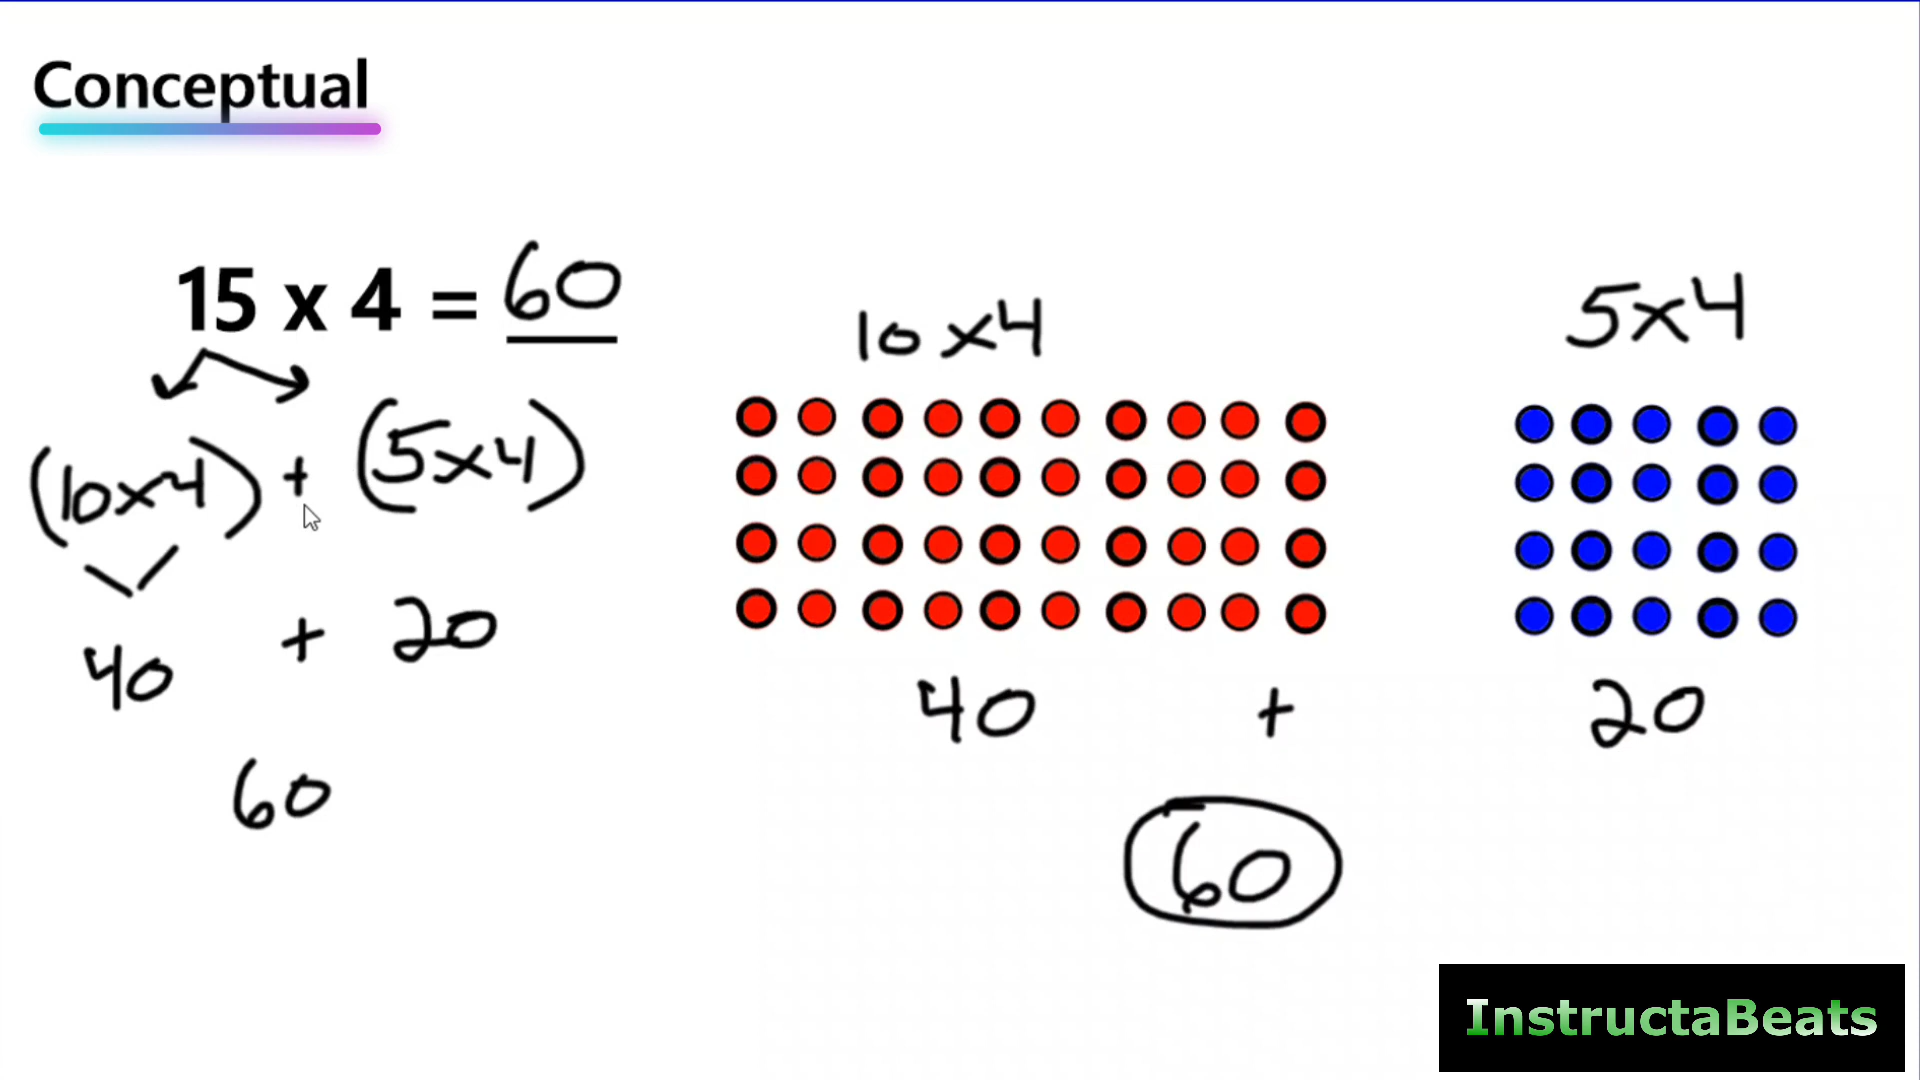 Conceptual
15 x 4 = 60
(10x4) + (5x4)
40 + 20
60
10x4
5x4
40 + 20
60
InstructaBeats